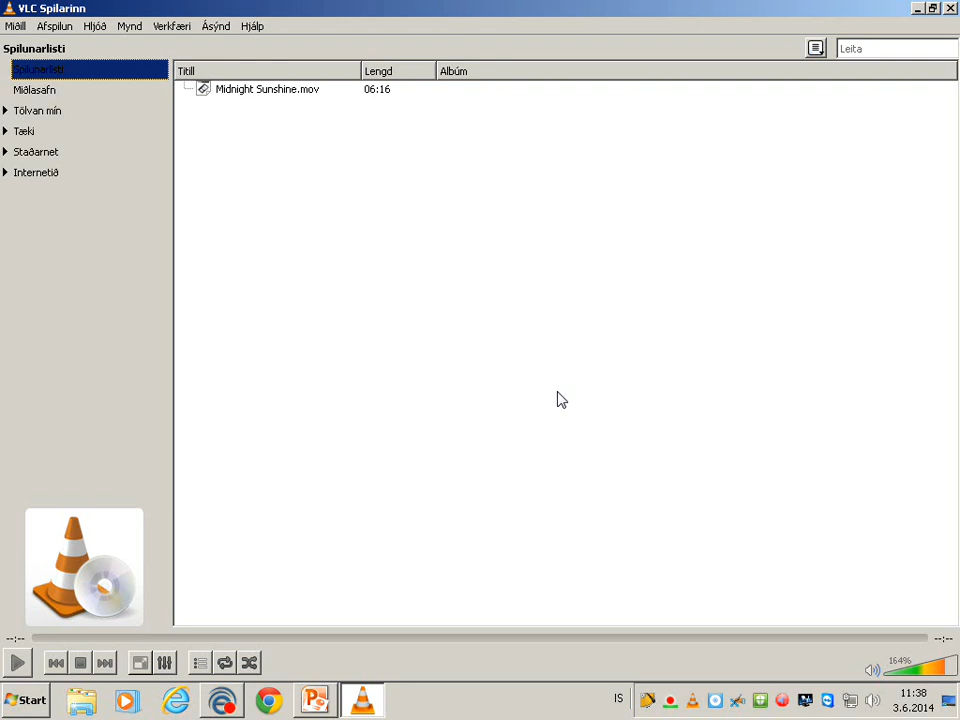 VLC Spilarinn
Miðill Afspilun Hljóð Mynd Verkfæri Ásýnd Hjálp
Spilunarlisti
Leita
Spilunarlisti
Titill Lengd Albúm
Miðlasafn
Midnight Sunshine.mov 06:16
Tölvan mín
Tæki
Staðarnet
Internetið
--:-- --:--
164%
Start
IS
11:38
3.6.2014